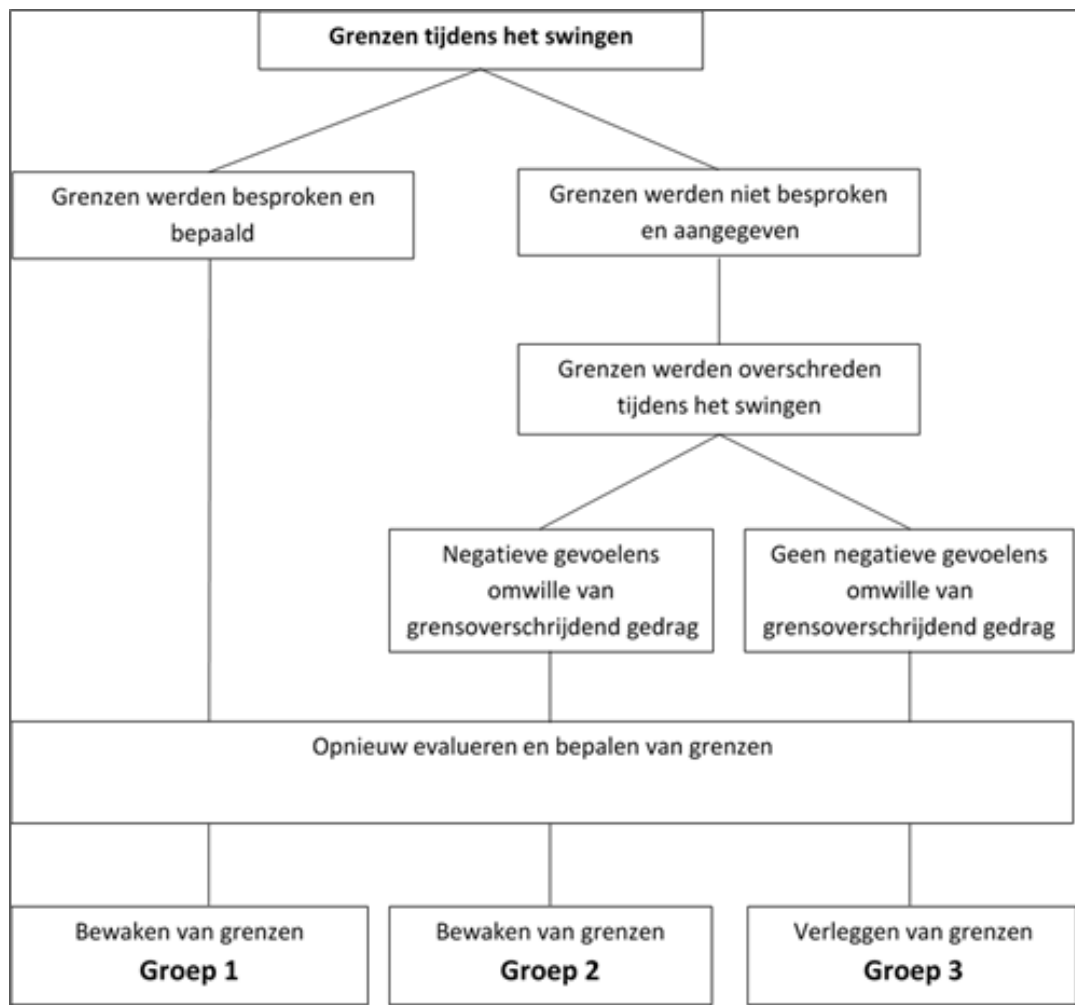 Grenzen tijdens het swingen
Grenzen werden besproken en
bepaald
Grenzen werden niet besproken
en aangegeven
Grenzen werden overschreden
tijdens het swingen
Negatieve gevoelens
omwille van
grensoverschrijdend gedrag
Geen negatieve gevoelens
omwille van
grensoverschrijdend gedrag
Opnieuw evalueren en bepalen van grenzen
Bewaken van grenzen
Groep 1
Bewaken van grenzen
Groep 2
Verleggen van grenzen
Groep 3